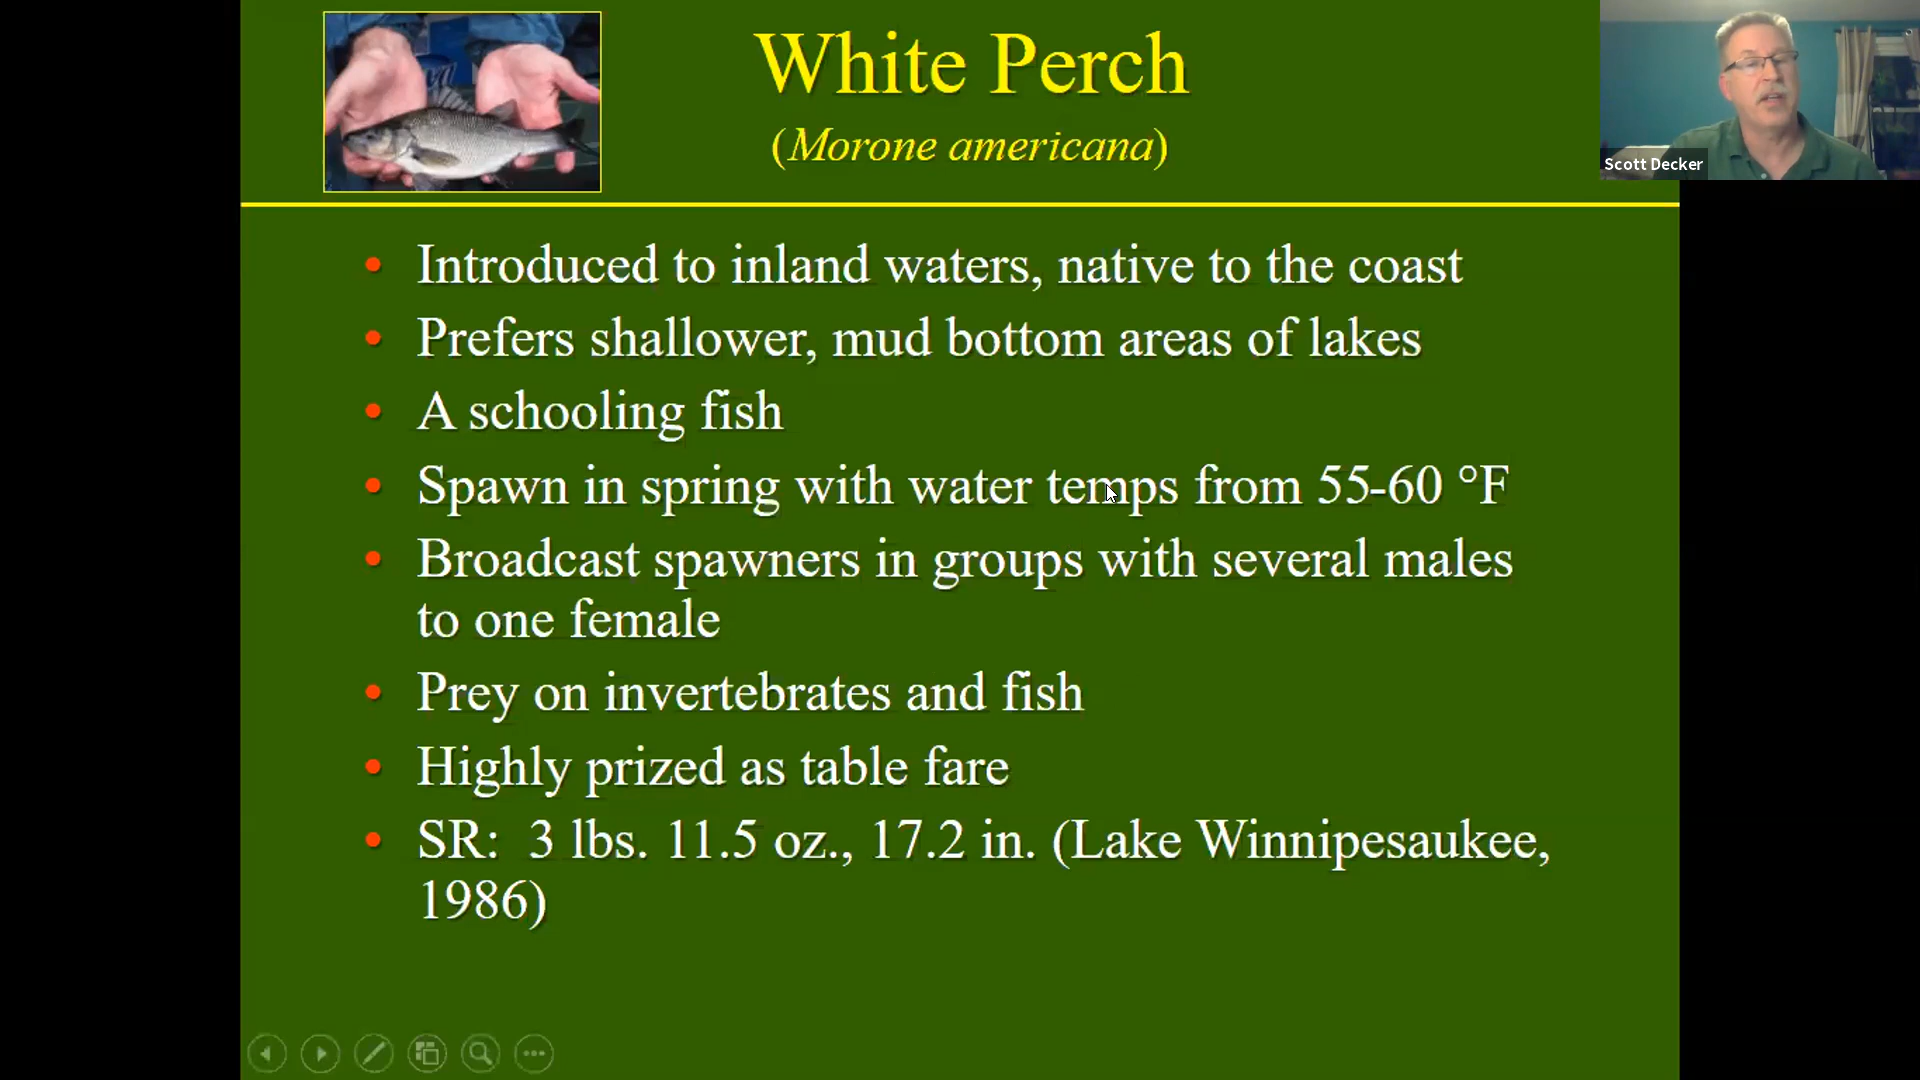 White Perch
(Morone americana)
Scott Decker
Introduced to inland waters, native to the coast
Prefers shallower, mud bottom areas of lakes
A schooling fish
Spawn in spring with water temps from 55-60 °F
Broadcast spawners in groups with several males
to one female
Prey on invertebrates and fish
Highly prized as table fare
SR: 3 lbs. 11.5 oz., 17.2 in. (Lake Winnipesaukee,
1986)